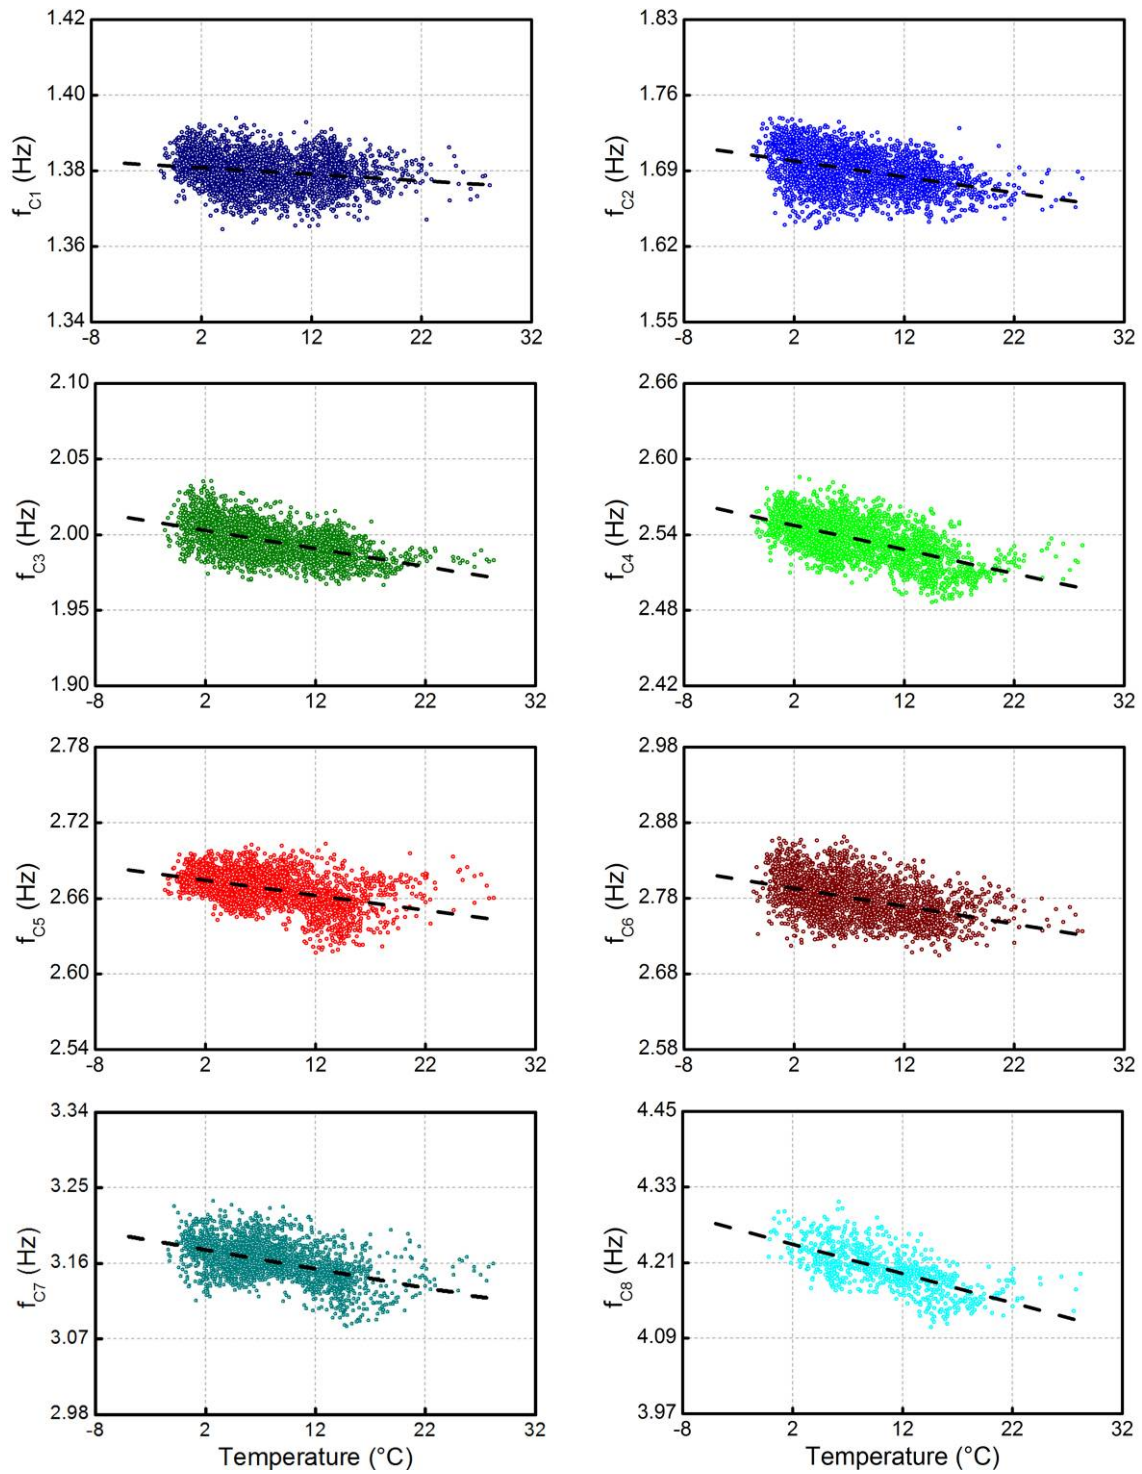 1.42
1.40
1.38
1.36
1.34
-8 2 12 22 32
f_C1 (Hz)
1.83
1.76
1.69
1.62
1.55
-8 2 12 22 32
f_C2 (Hz)
2.10
2.05
2.00
1.95
1.90
-8 2 12 22 32
f_C3 (Hz)
2.66
2.60
2.54
2.48
2.42
-8 2 12 22 32
f_C4 (Hz)
2.78
2.72
2.66
2.60
2.54
-8 2 12 22 32
f_C5 (Hz)
2.98
2.88
2.78
2.68
2.58
-8 2 12 22 32
f_C6 (Hz)
3.34
3.25
3.16
3.07
2.98
-8 2 12 22 32
f_C7 (Hz)
Temperature (°C)
4.45
4.33
4.21
4.09
3.97
-8 2 12 22 32
f_C8 (Hz)
Temperature (°C)